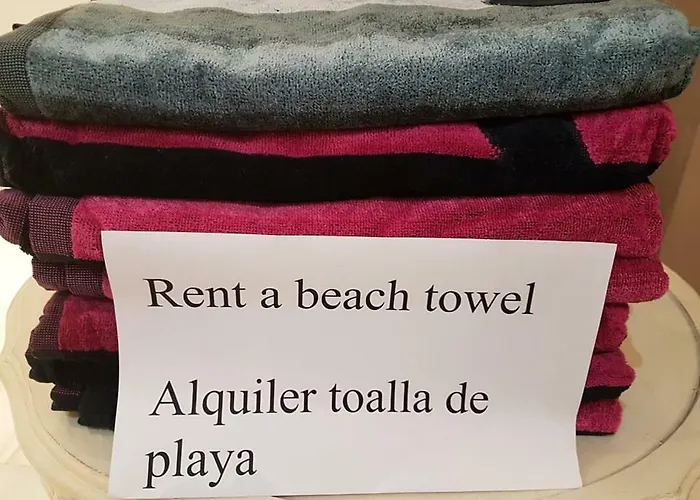 Rent a beach towel
Alquiler toalla de
playa